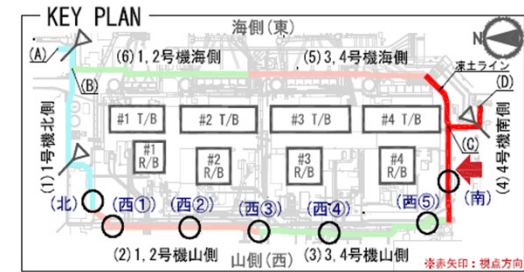 KEY PLAN
海側(東)
N
(A)
(6)1,2号機海側
(5)3,4号機海側
凍土ライン
(B)
(D)
#1 T/B
#2 T/B
#3 T/B
#4 T/B
(C)
(1)1号機北側
(4)4号機南側
#1
R/B
#2
R/B
#3
R/B
#4
R/B
(北)
(西①)
(西②)
(西③)
(西④)
(西⑤)
(南)
(2)1,2号機山側
(3)3,4号機山側
山側(西)
※赤矢印：視点方向